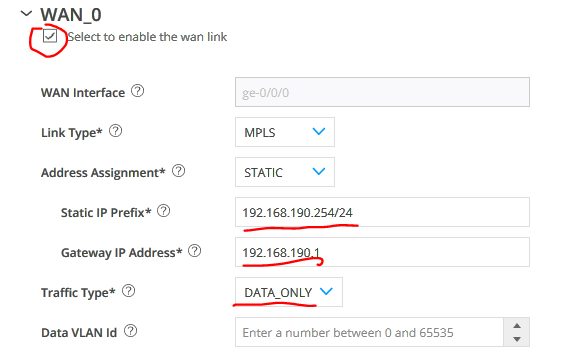 WAN_0
Select to enable the wan link
WAN Interface ge-0/0/0
Link Type* MPLS
Address Assignment* STATIC
Static IP Prefix* 192.168.190.254/24
Gateway IP Address* 192.168.190.1
Traffic Type* DATA_ONLY
Data VLAN Id Enter a number between 0 and 65535